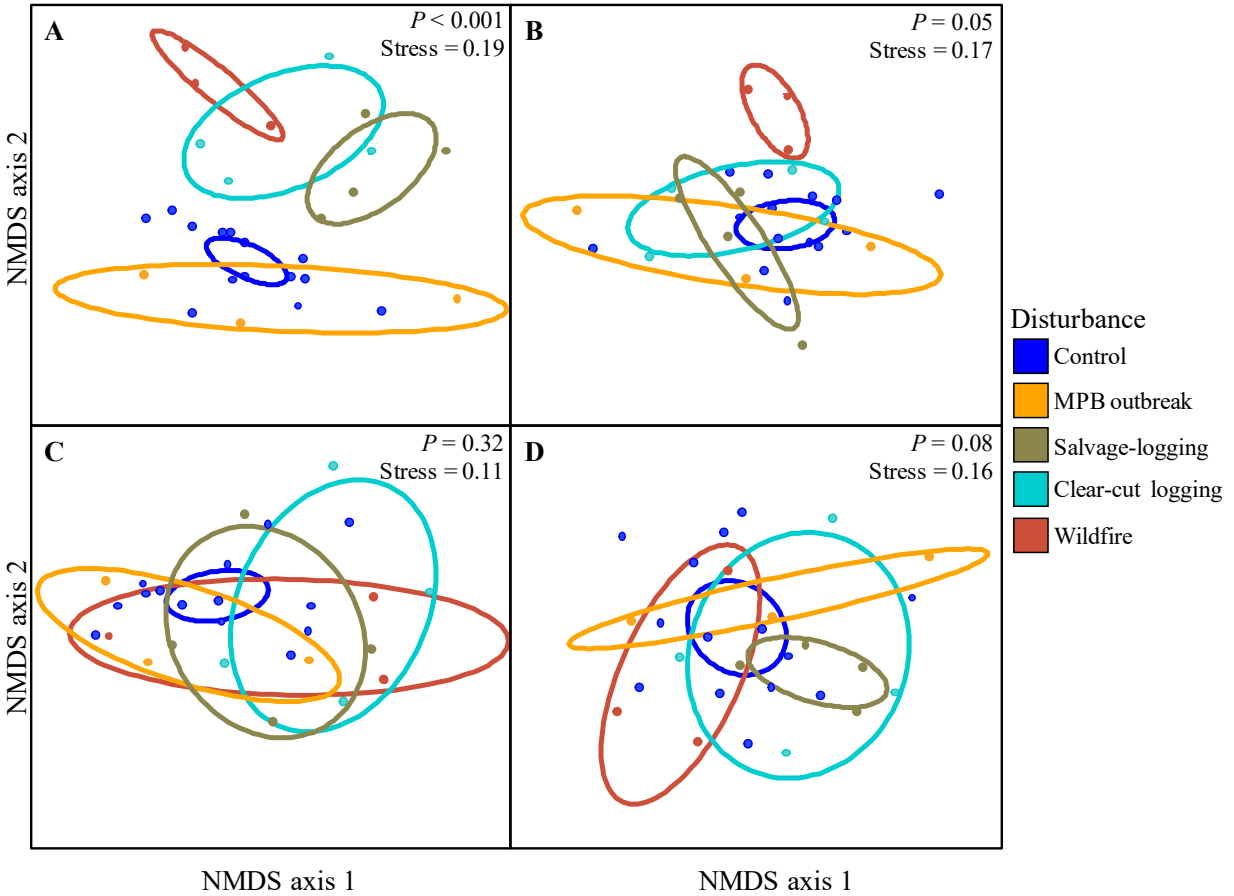 A
P < 0.001
Stress = 0.19
B
P = 0.05
Stress = 0.17
NMDS axis 2
C
P = 0.32
Stress = 0.11
D
P = 0.08
Stress = 0.16
NMDS axis 2
NMDS axis 1
NMDS axis 1
Disturbance
Control
MPB outbreak
Salvage-logging
Clear-cut logging
Wildfire